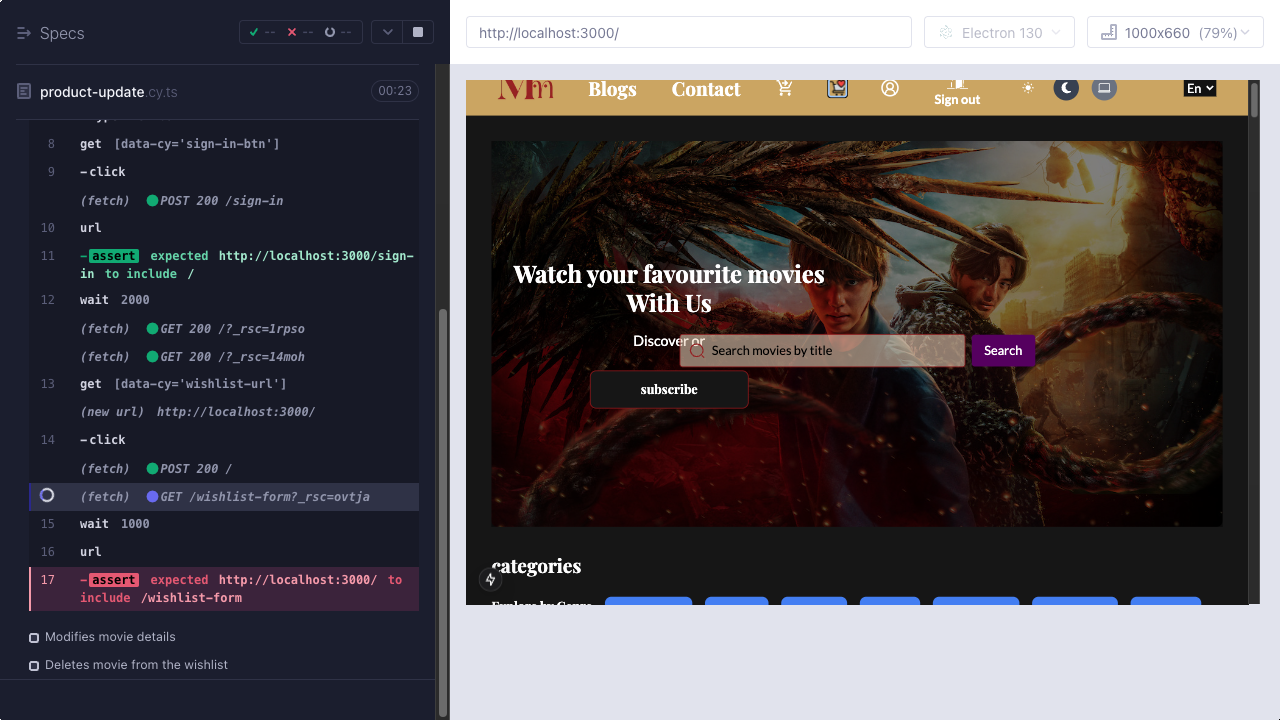 Specs
-- -- --
product-update.cy.ts
00:23
8 get [data-cy='sign-in-btn']
9 -click
(fetch) POST 200 /sign-in
10 url
11 -assert expected http://localhost:3000/sign-
in to include /
12 wait 2000
(fetch) GET 200 /?_rsc=1rpso
(fetch) GET 200 /?_rsc=14moh
13 get [data-cy='wishlist-url']
(new url) http://localhost:3000/
14 -click
(fetch) POST 200 /
(fetch) GET /wishlist-form?_rsc=ovtja
15 wait 1000
16 url
17 -assert expected http://localhost:3000/ to
include /wishlist-form
Modifies movie details
Deletes movie from the wishlist
http://localhost:3000/
Electron 130
1000x660 (79%)
Mm
Blogs
Contact
Sign out
En
Watch your favourite movies
With Us
Discover or
Search movies by title
Search
subscribe
categories
Explore by Genre